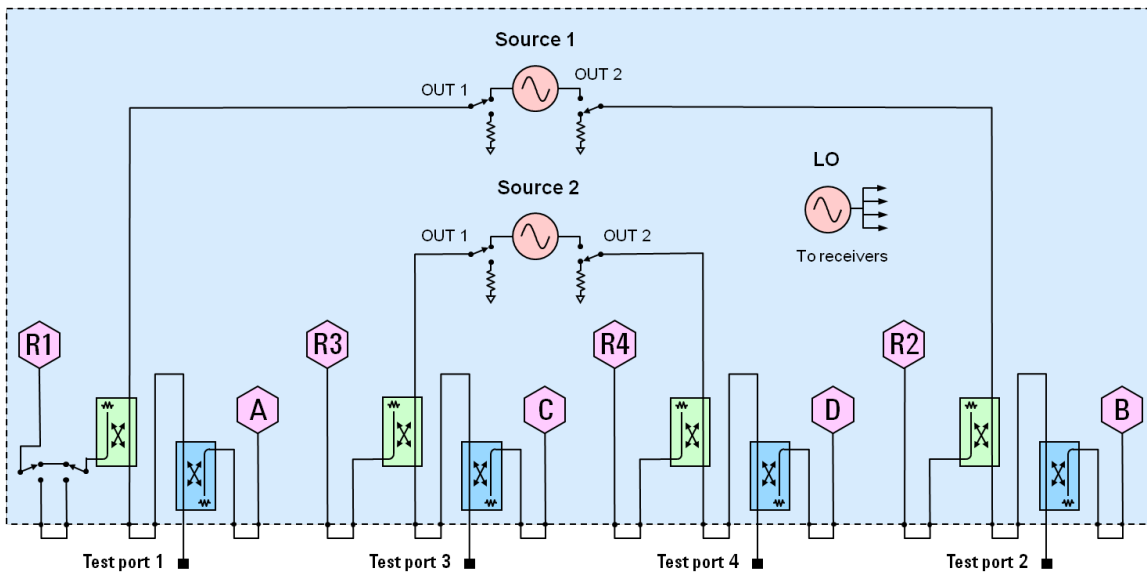 Source 1
OUT 1
OUT 2
LO
Source 2
OUT 1
OUT 2
To receivers
R1
R3
R4
R2
A
C
D
B
Test port 1
Test port 3
Test port 4
Test port 2